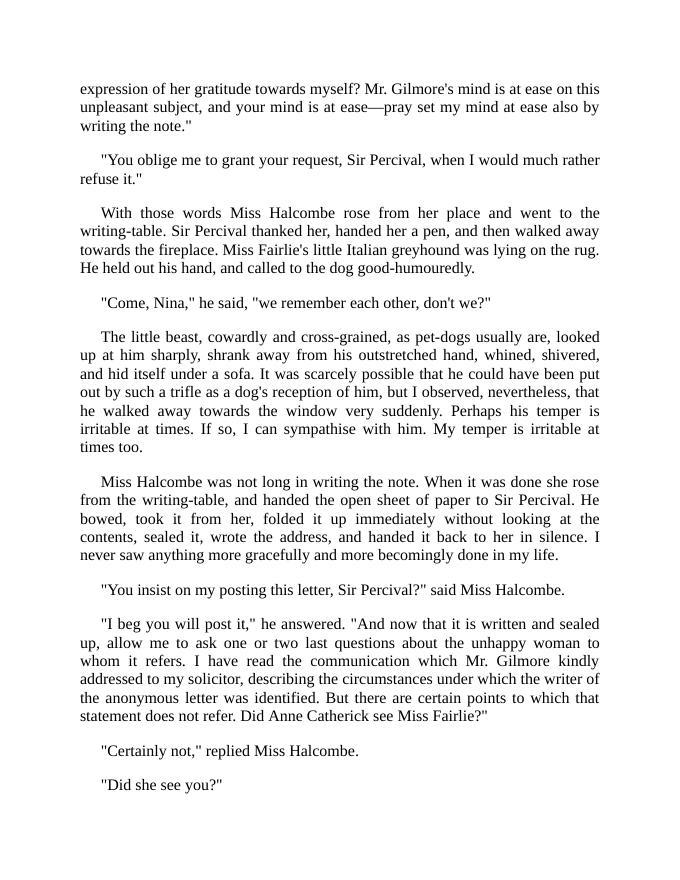 expression of her gratitude towards myself? Mr. Gilmore's mind is at ease on this
unpleasant subject, and your mind is at ease—pray set my mind at ease also by
writing the note."
"You oblige me to grant your request, Sir Percival, when I would much rather
refuse it."
With those words Miss Halcombe rose from her place and went to the
writing-table. Sir Percival thanked her, handed her a pen, and then walked away
towards the fireplace. Miss Fairlie's little Italian greyhound was lying on the rug.
He held out his hand, and called to the dog good-humouredly.
"Come, Nina," he said, "we remember each other, don't we?"
The little beast, cowardly and cross-grained, as pet-dogs usually are, looked
up at him sharply, shrank away from his outstretched hand, whined, shivered,
and hid itself under a sofa. It was scarcely possible that he could have been put
out by such a trifle as a dog's reception of him, but I observed, nevertheless, that
he walked away towards the window very suddenly. Perhaps his temper is
irritable at times. If so, I can sympathise with him. My temper is irritable at
times too.
Miss Halcombe was not long in writing the note. When it was done she rose
from the writing-table, and handed the open sheet of paper to Sir Percival. He
bowed, took it from her, folded it up immediately without looking at the
contents, sealed it, wrote the address, and handed it back to her in silence. I
never saw anything more gracefully and more becomingly done in my life.
"You insist on my posting this letter, Sir Percival?" said Miss Halcombe.
"I beg you will post it," he answered. "And now that it is written and sealed
up, allow me to ask one or two last questions about the unhappy woman to
whom it refers. I have read the communication which Mr. Gilmore kindly
addressed to my solicitor, describing the circumstances under which the writer of
the anonymous letter was identified. But there are certain points to which that
statement does not refer. Did Anne Catherick see Miss Fairlie?"
"Certainly not," replied Miss Halcombe.
"Did she see you?"